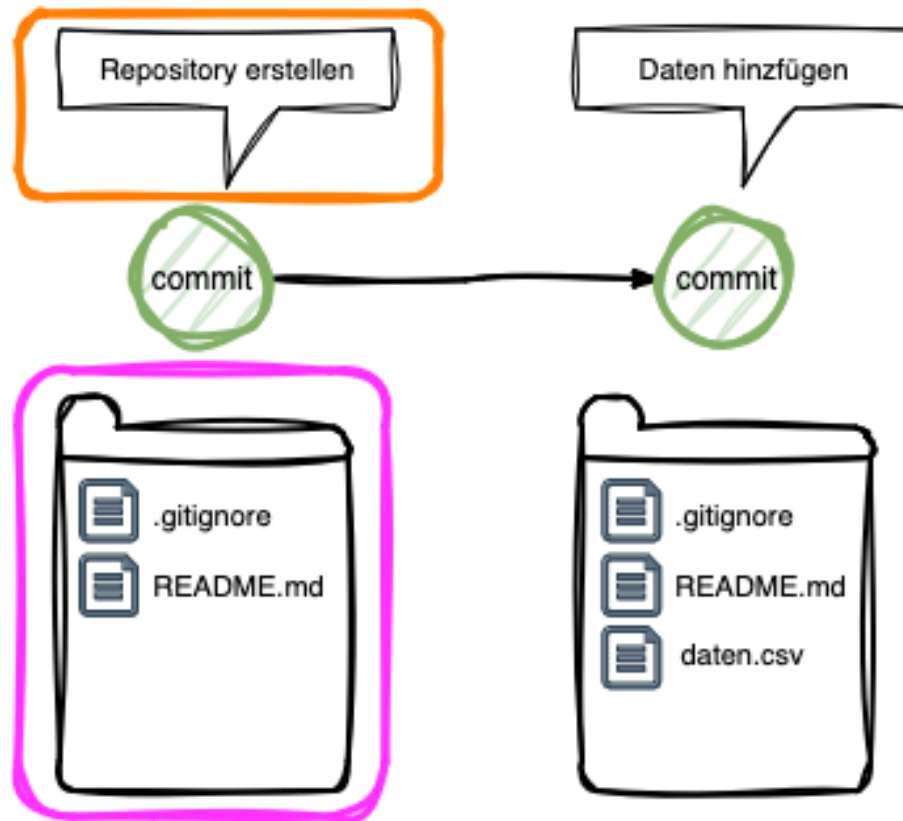 Repository erstellen
Daten hinzfügen
commit
commit
.gitignore
README.md
.gitignore
README.md
daten.csv